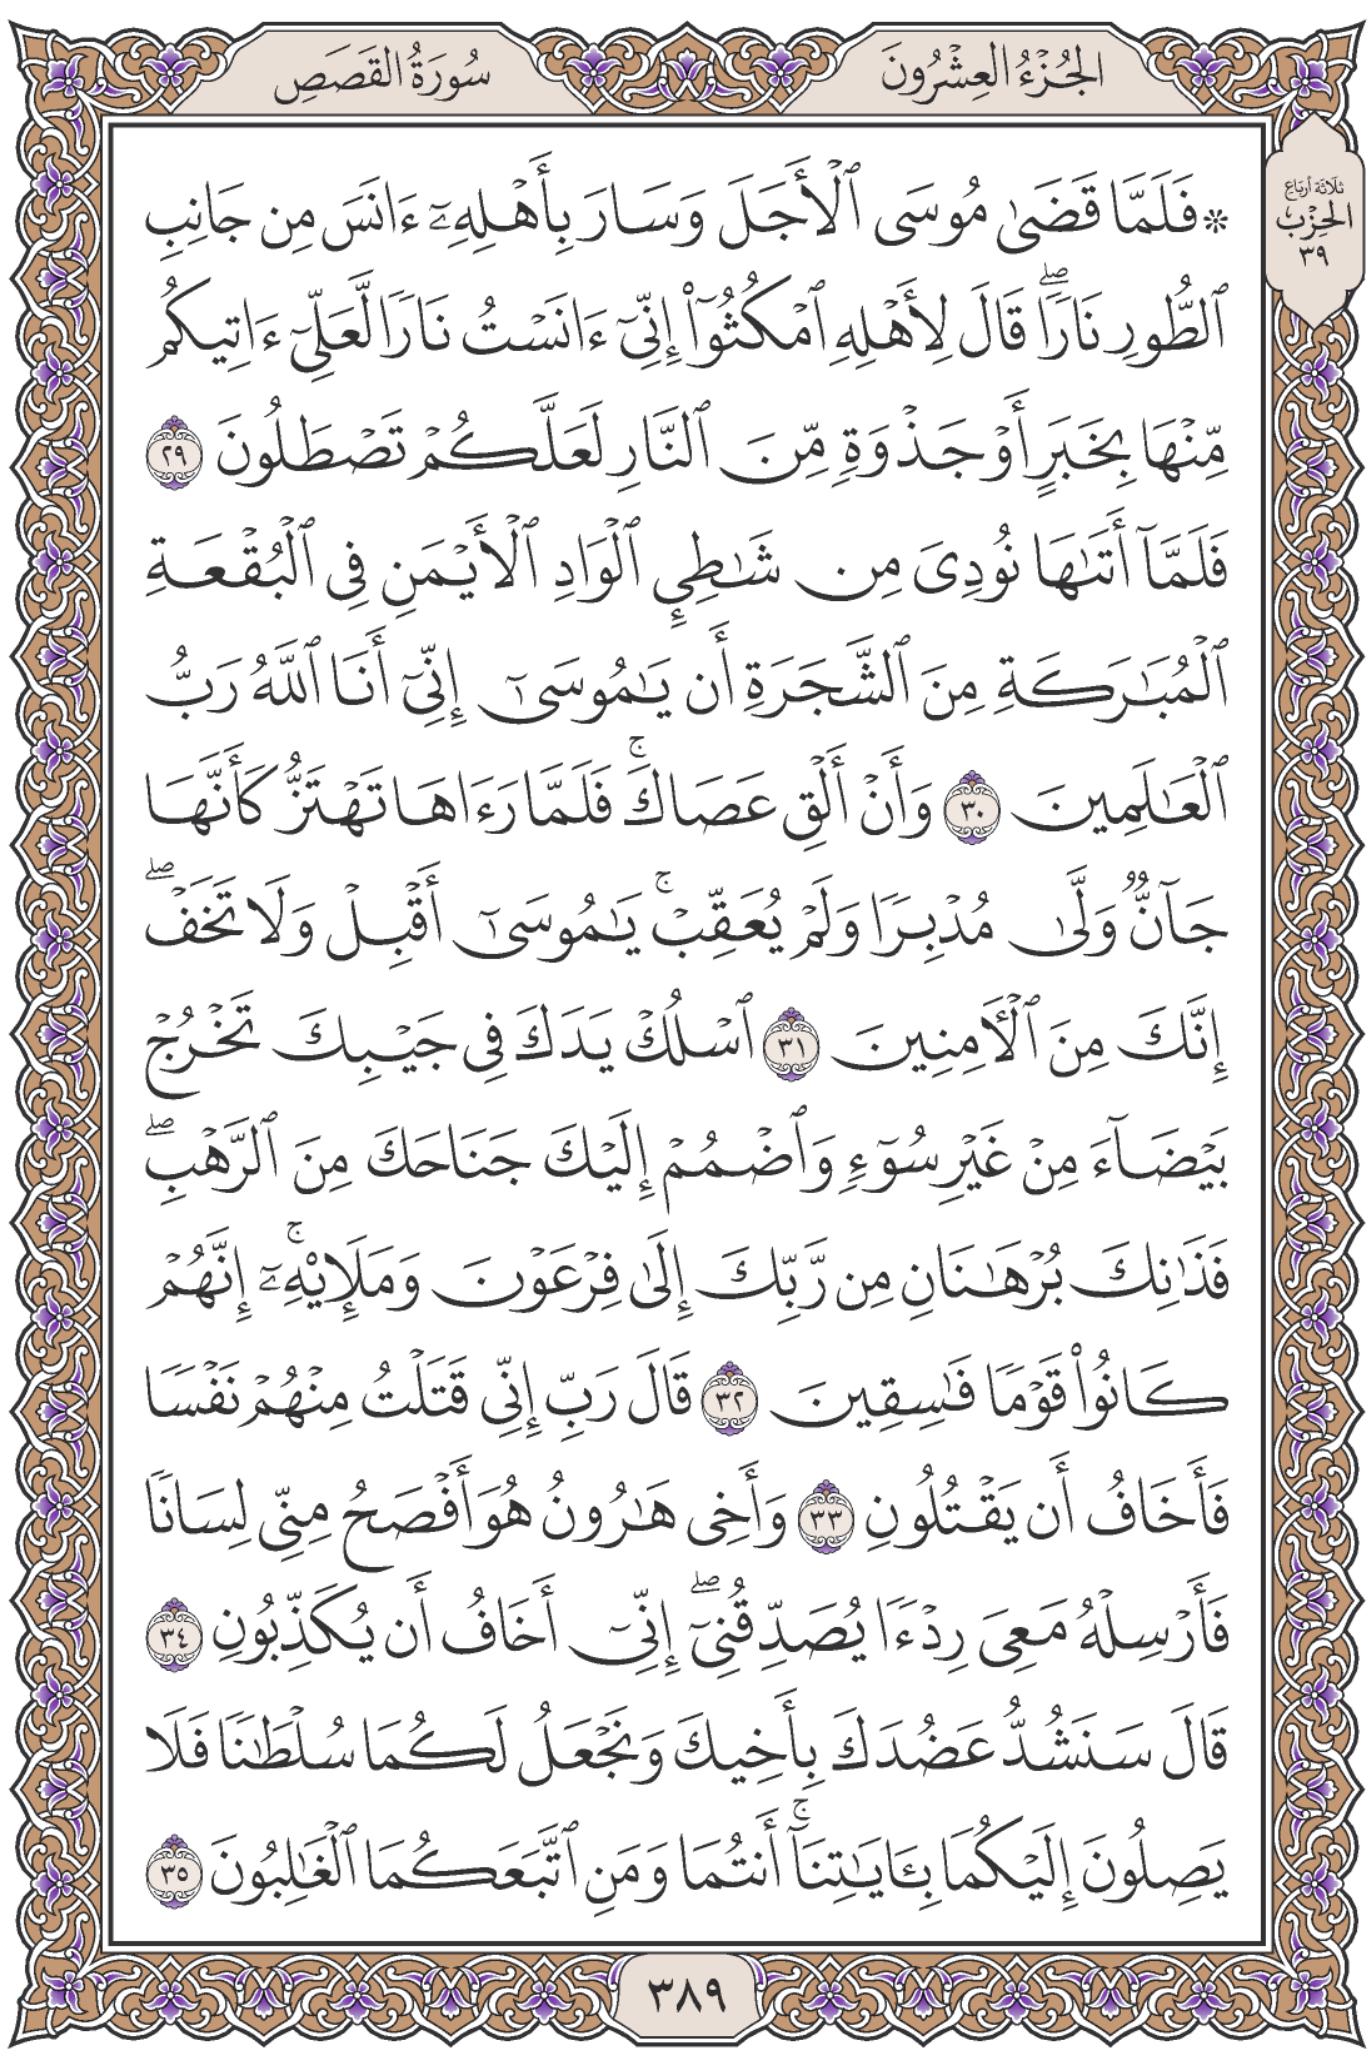 الجُزْءُ العِشْرُونَ
سُورَةُ القَصَصِ
ثلاثة أرباع
الحِزْب
٣٩
۞ فَلَمَّا قَضَىٰ مُوسَى ٱلْأَجَلَ وَسَارَ بِأَهْلِهِۦٓ ءَانَسَ مِن جَانِبِ
ٱلطُّورِ نَارًاۖ قَالَ لِأَهْلِهِ ٱمْكُثُوٓا۟ إِنِّىٓ ءَانَسْتُ نَارًا لَّعَلِّىٓ ءَاتِيكُم
مِّنْهَا بِخَبَرٍ أَوْ جَذْوَةٍ مِّنَ ٱلنَّارِ لَعَلَّكُمْ تَصْطَلُونَ ٢٩
فَلَمَّآ أَتَىٰهَا نُودِىَ مِن شَٰطِئِ ٱلْوَادِ ٱلْأَيْمَنِ فِى ٱلْبُقْعَةِ
ٱلْمُبَٰرَكَةِ مِنَ ٱلشَّجَرَةِ أَن يَٰمُوسَىٰٓ إِنِّىٓ أَنَا ٱللَّهُ رَبُّ
ٱلْعَٰلَمِينَ ٣٠ وَأَنْ أَلْقِ عَصَاكَۚ فَلَمَّا رَءَاهَا تَهْتَزُّ كَأَنَّهَا
جَآنٌّ وَلَّىٰ مُدْبِرًا وَلَمْ يُعَقِّبْۚ يَٰمُوسَىٰٓ أَقْبِلْ وَلَا تَخَفْۖ
إِنَّكَ مِنَ ٱلْءَامِنِينَ ٣١ ٱسْلُكْ يَدَكَ فِى جَيْبِكَ تَخْرُجْ
بَيْضَآءَ مِنْ غَيْرِ سُوٓءٍ وَٱضْمُمْ إِلَيْكَ جَنَاحَكَ مِنَ ٱلرَّهْبِۖ
فَذَٰنِكَ بُرْهَٰنَانِ مِن رَّبِّكَ إِلَىٰ فِرْعَوْنَ وَمَلَإِي۟هِۦٓۚ إِنَّهُمْ
كَانُوا۟ قَوْمًا فَٰسِقِينَ ٣٢ قَالَ رَبِّ إِنِّى قَتَلْتُ مِنْهُمْ نَفْسًا
فَأَخَافُ أَن يَقْتُلُونِ ٣٣ وَأَخِى هَٰرُونُ هُوَ أَفْصَحُ مِنِّى لِسَانًا
فَأَرْسِلْهُ مَعِىَ رِدْءًا يُصَدِّقُنِىٓۖ إِنِّىٓ أَخَافُ أَن يُكَذِّبُونِ ٣٤
قَالَ سَنَشُدُّ عَضُدَكَ بِأَخِيكَ وَنَجْعَلُ لَكُمَا سُلْطَٰنًا فَلَا
يَصِلُونَ إِلَيْكُمَا بِـَٔايَٰتِنَآۚ أَنتُمَا وَمَنِ ٱتَّبَعَكُمَا ٱلْغَٰلِبُونَ ٣٥
٣٨٩